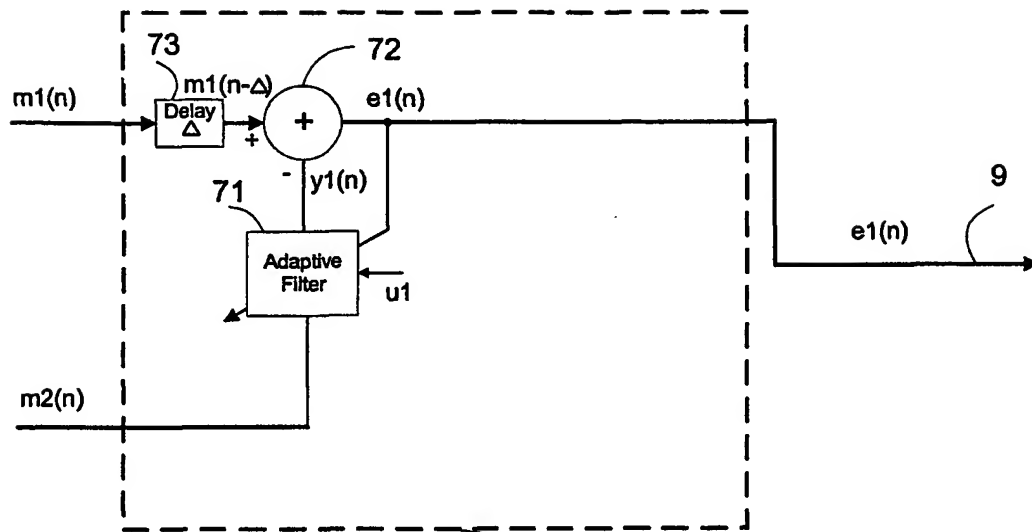 73
72
m1(n)
m1(n-Δ)
e1(n)
Delay
Δ
+
+
-
y1(n)
71
9
Adaptive
Filter
e1(n)
u1
m2(n)